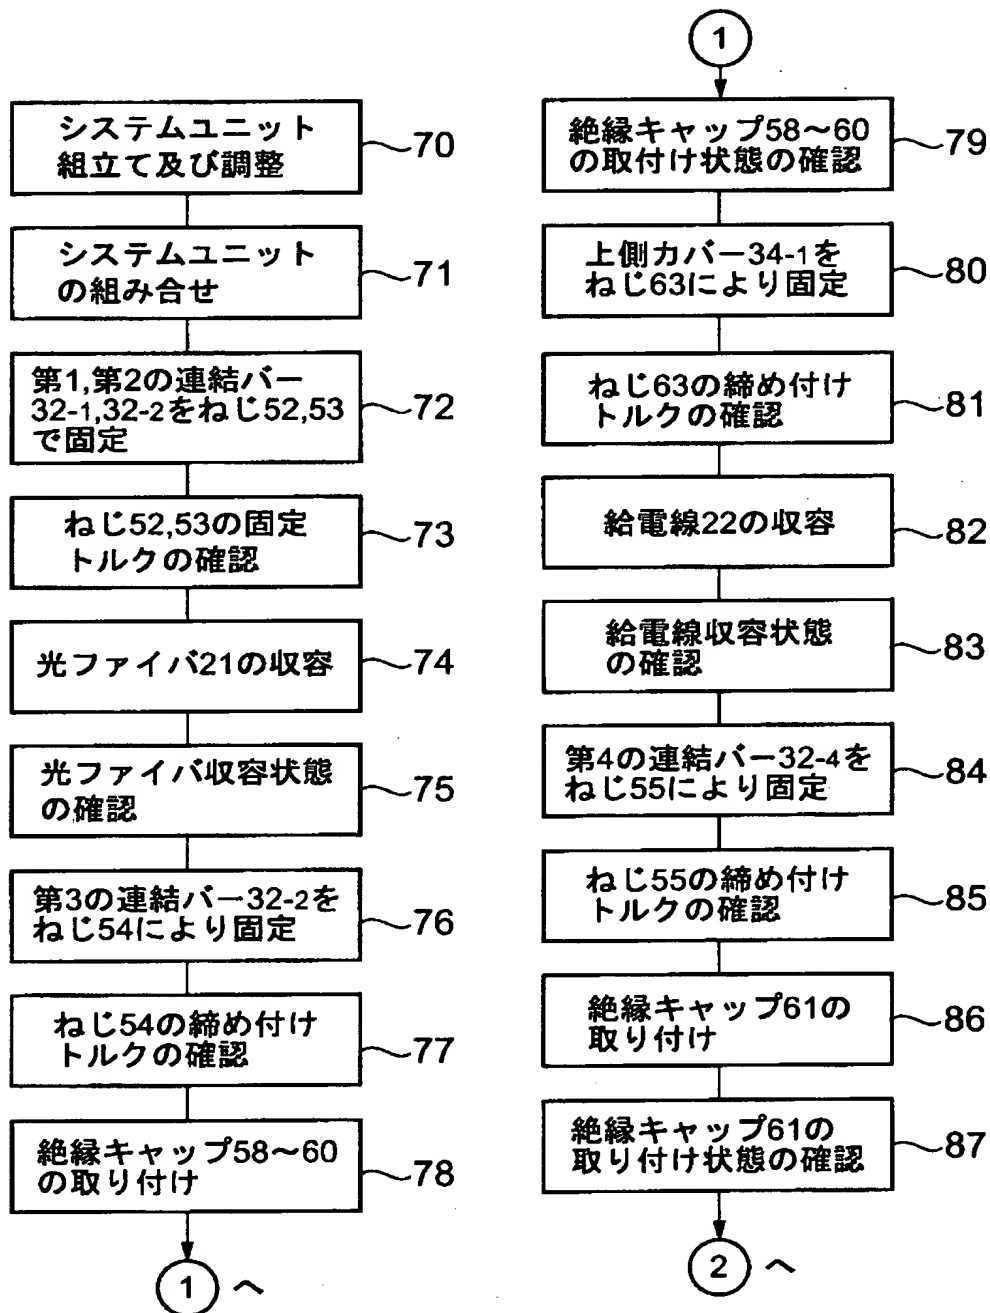 システムユニット
組立て及び調整
70
システムユニット
の組み合せ
71
第1,第2の連結バー
32-1,32-2をねじ52,53
で固定
72
ねじ52,53の固定
トルクの確認
73
光ファイバ21の収容
74
光ファイバ収容状態
の確認
75
第3の連結バー32-2を
ねじ54により固定
76
ねじ54の締め付け
トルクの確認
77
絶縁キャップ58～60
の取り付け
78
1 へ
1
絶縁キャップ58～60
の取付け状態の確認
79
上側カバー34-1を
ねじ63により固定
80
ねじ63の締め付け
トルクの確認
81
給電線22の収容
82
給電線収容状態
の確認
83
第4の連結バー32-4を
ねじ55により固定
84
ねじ55の締め付け
トルクの確認
85
絶縁キャップ61の
取り付け
86
絶縁キャップ61の
取り付け状態の確認
87
2 へ